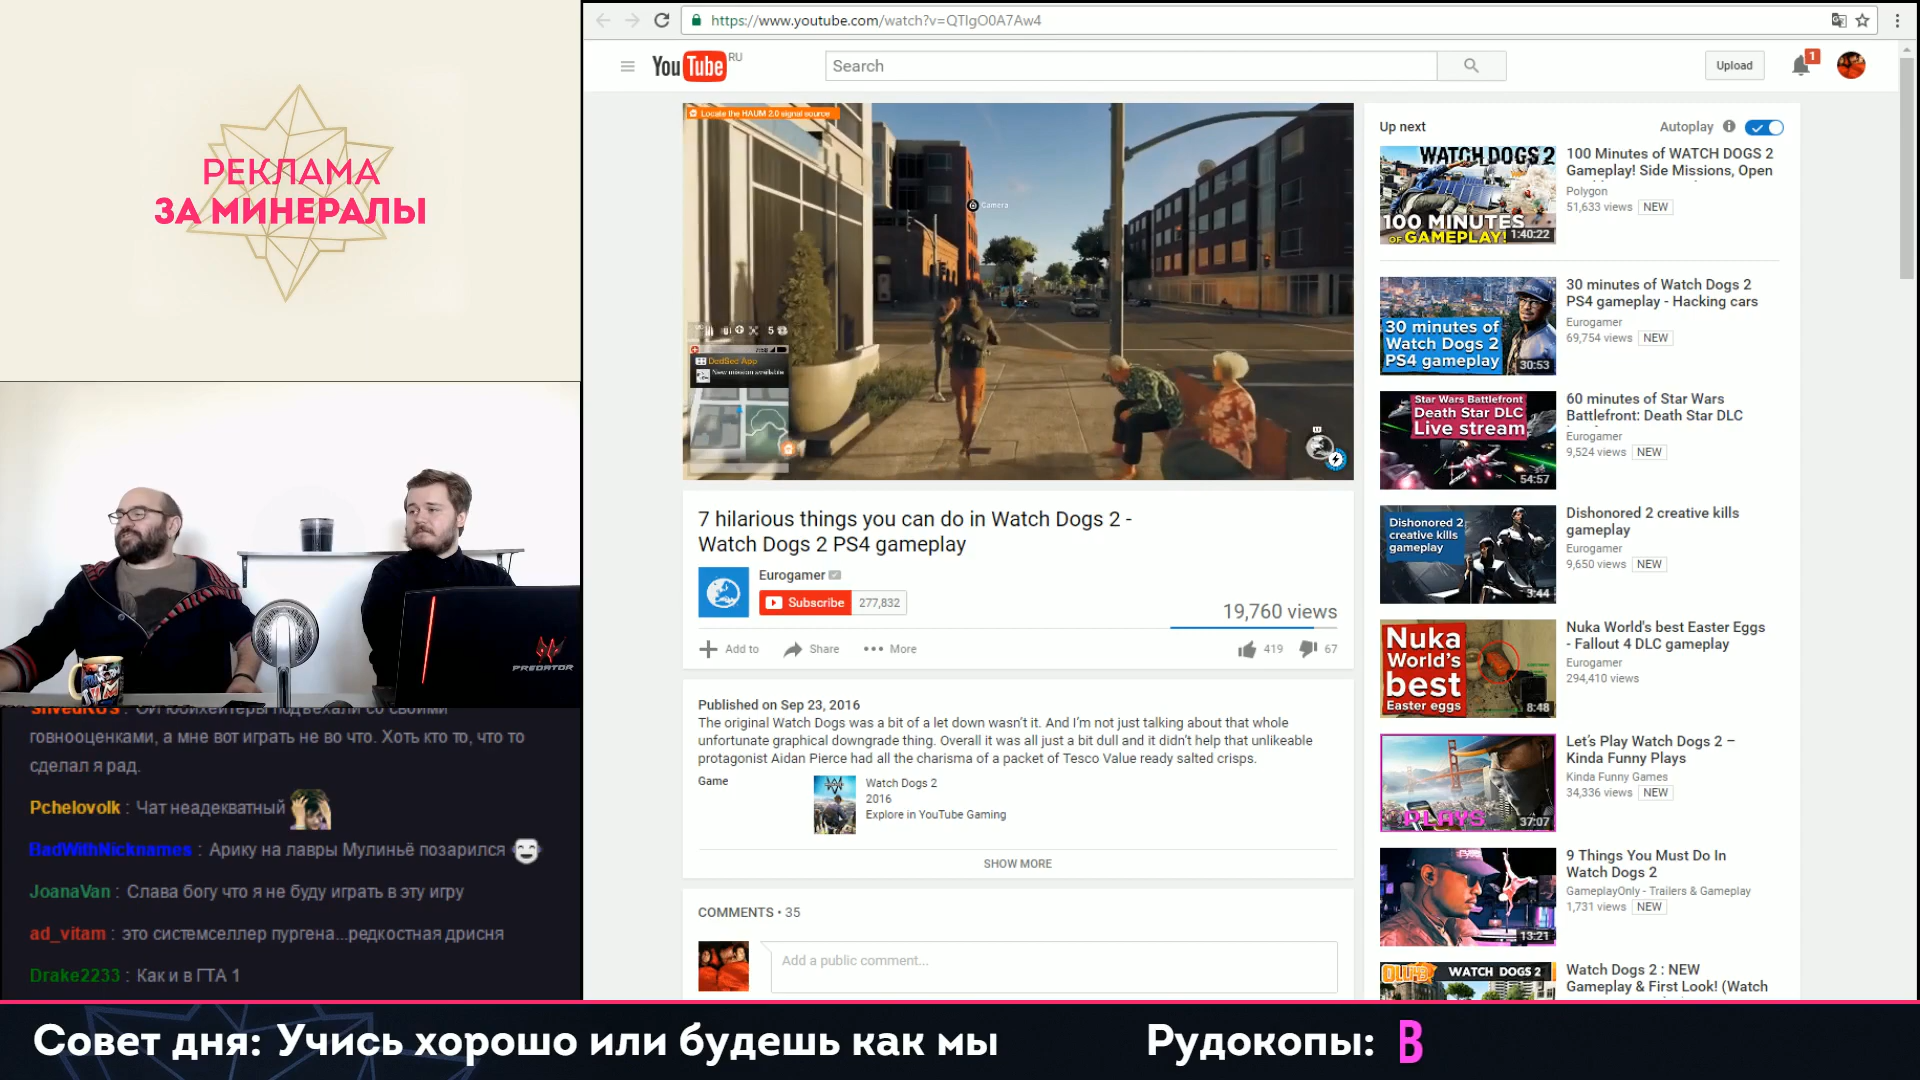 РЕКЛАМА
ЗА МИНЕРАЛЫ
PREDATOR
говнооценками, а мне вот играть не во что. Хоть кто то, что то
сделал я рад.
Pchelovolk : Чат неадекватный
BadWithNicknames : Арику на лавры Мулиньё позарился
JoanaVan : Слава богу что я не буду играть в эту игру
ad_vitam : это системселлер пургена...редкостная дрисня
Drake2233 : Как и в ГТА 1
https://www.youtube.com/watch?v=QTIgO0A7Aw4
YouTube RU
Search
Upload
1
Locate the HAUM 2.0 signal source
Camera
5
DedSec App
New mission available
7 hilarious things you can do in Watch Dogs 2 -
Watch Dogs 2 PS4 gameplay
Eurogamer
Subscribe 277,832
19,760 views
Add to Share More 419 67
Published on Sep 23, 2016
The original Watch Dogs was a bit of a let down wasn't it. And I'm not just talking about that whole
unfortunate graphical downgrade thing. Overall it was all just a bit dull and it didn't help that unlikeable
protagonist Aidan Pierce had all the charisma of a packet of Tesco Value ready salted crisps.
Game
Watch Dogs 2
2016
Explore in YouTube Gaming
SHOW MORE
COMMENTS • 35
Add a public comment...
Up next
Autoplay
WATCH DOGS 2
100 MINUTES
OF GAMEPLAY!
1:40:22
100 Minutes of WATCH DOGS 2
Gameplay! Side Missions, Open
Polygon
51,633 views NEW
30 minutes of
Watch Dogs 2
PS4 gameplay
30:53
30 minutes of Watch Dogs 2
PS4 gameplay - Hacking cars
Eurogamer
69,754 views NEW
Star Wars Battlefront
Death Star DLC
Live stream
54:57
60 minutes of Star Wars
Battlefront: Death Star DLC
Eurogamer
9,524 views NEW
Dishonored 2
creative kills
gameplay
3:44
Dishonored 2 creative kills
gameplay
Eurogamer
9,650 views NEW
Nuka
World's
best
Easter eggs
8:48
Nuka World's best Easter Eggs
- Fallout 4 DLC gameplay
Eurogamer
294,410 views
PLAYS
37:07
Let's Play Watch Dogs 2 –
Kinda Funny Plays
Kinda Funny Games
34,336 views NEW
13:21
9 Things You Must Do In
Watch Dogs 2
GameplayOnly - Trailers & Gameplay
1,731 views NEW
WATCH DOGS 2
Watch Dogs 2 : NEW
Gameplay & First Look! (Watch
Совет дня: Учись хорошо или будешь как мы
Рудокопы: В